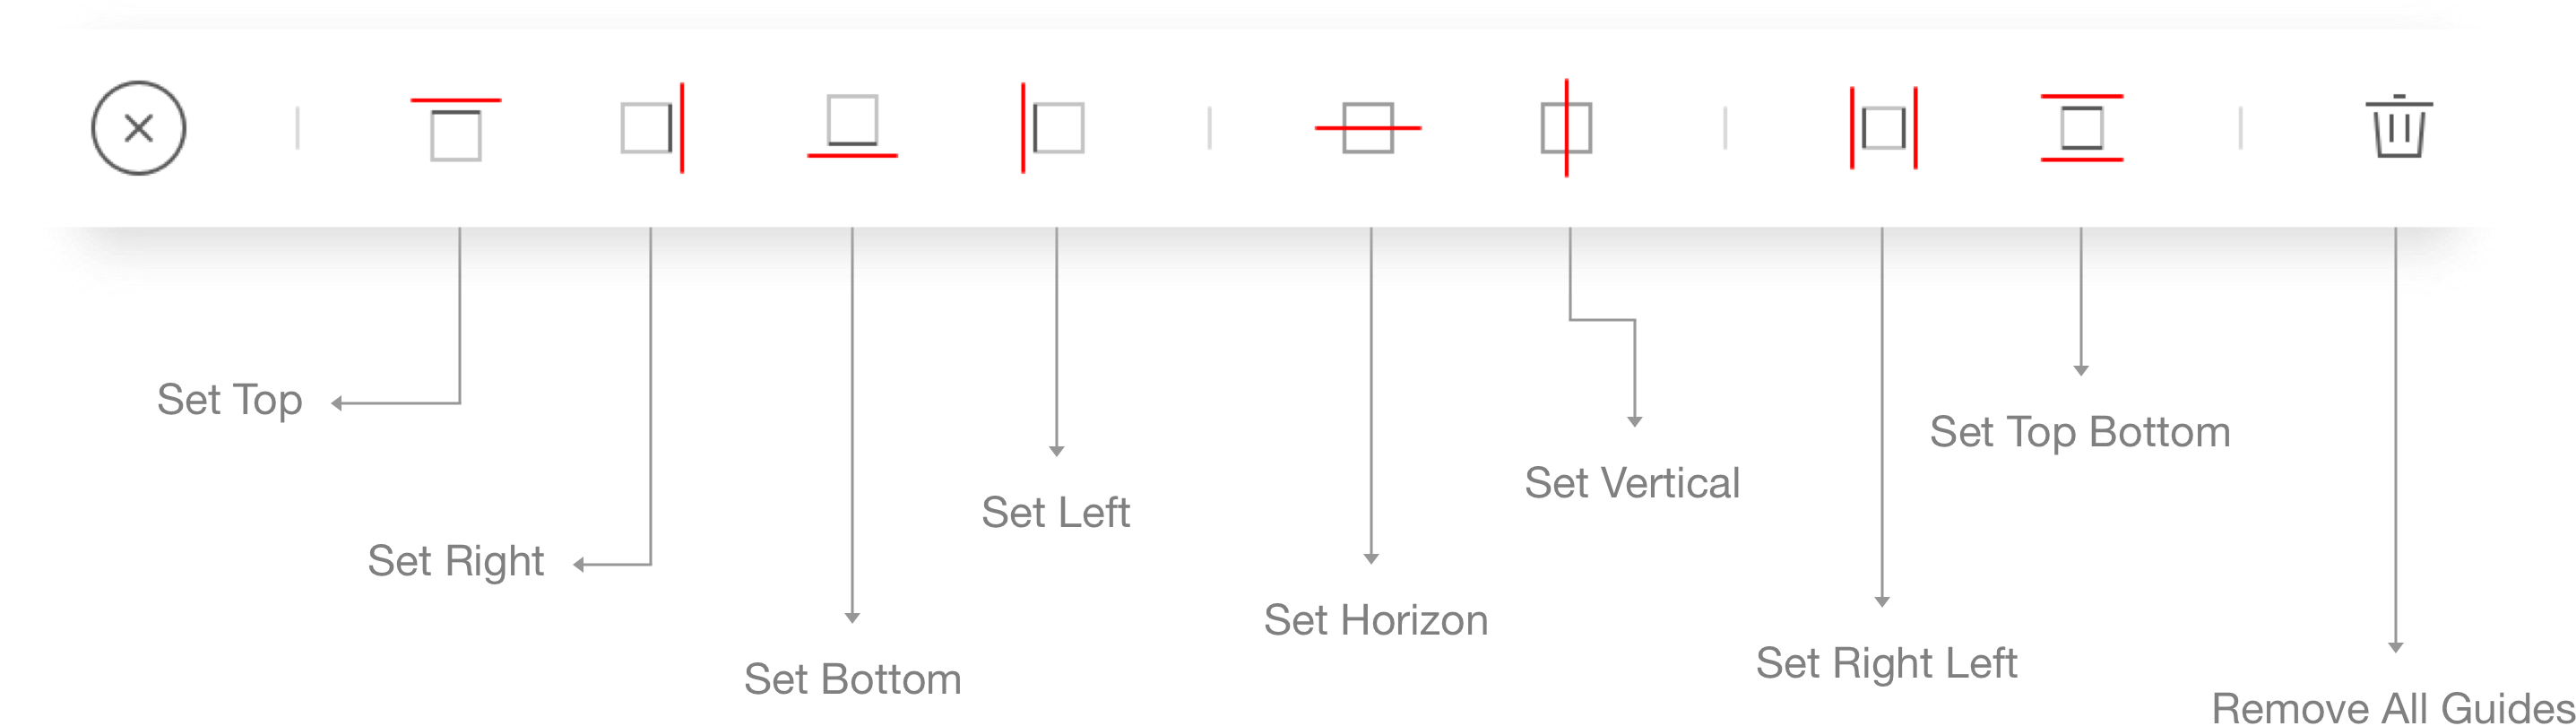 Set Top
Set Right
Set Bottom
Set Left
Set Horizon
Set Vertical
Set Right Left
Set Top Bottom
Remove All Guides